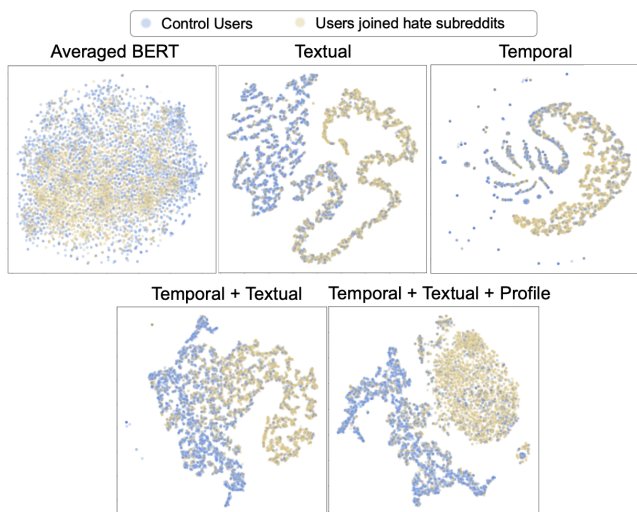 Control Users Users joined hate subreddits
Averaged BERT Textual Temporal
Temporal + Textual Temporal + Textual + Profile